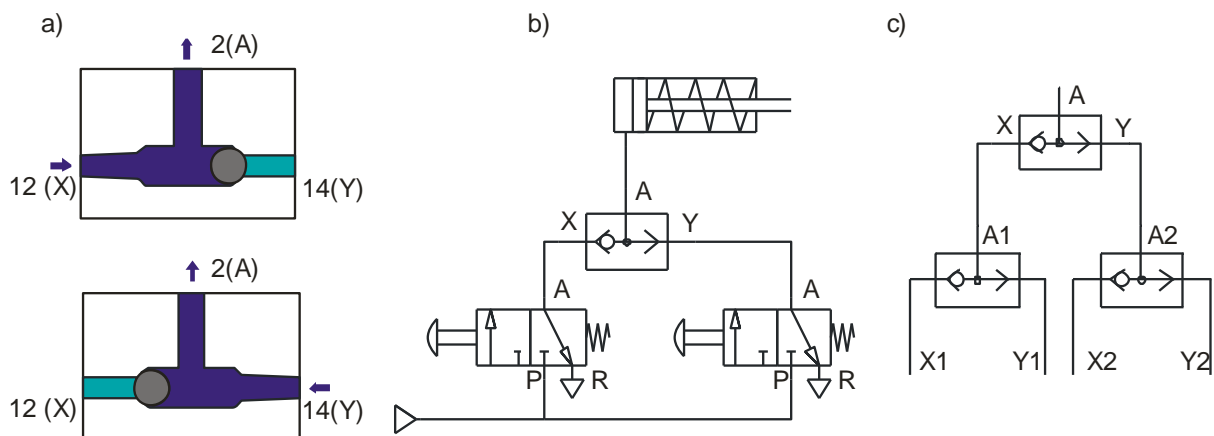 a)
2(A)
12 (X)
14(Y)
2(A)
12 (X)
14(Y)
b)
A
X Y
A A
P R P R
c)
A
X Y
A1 A2
X1 Y1 X2 Y2